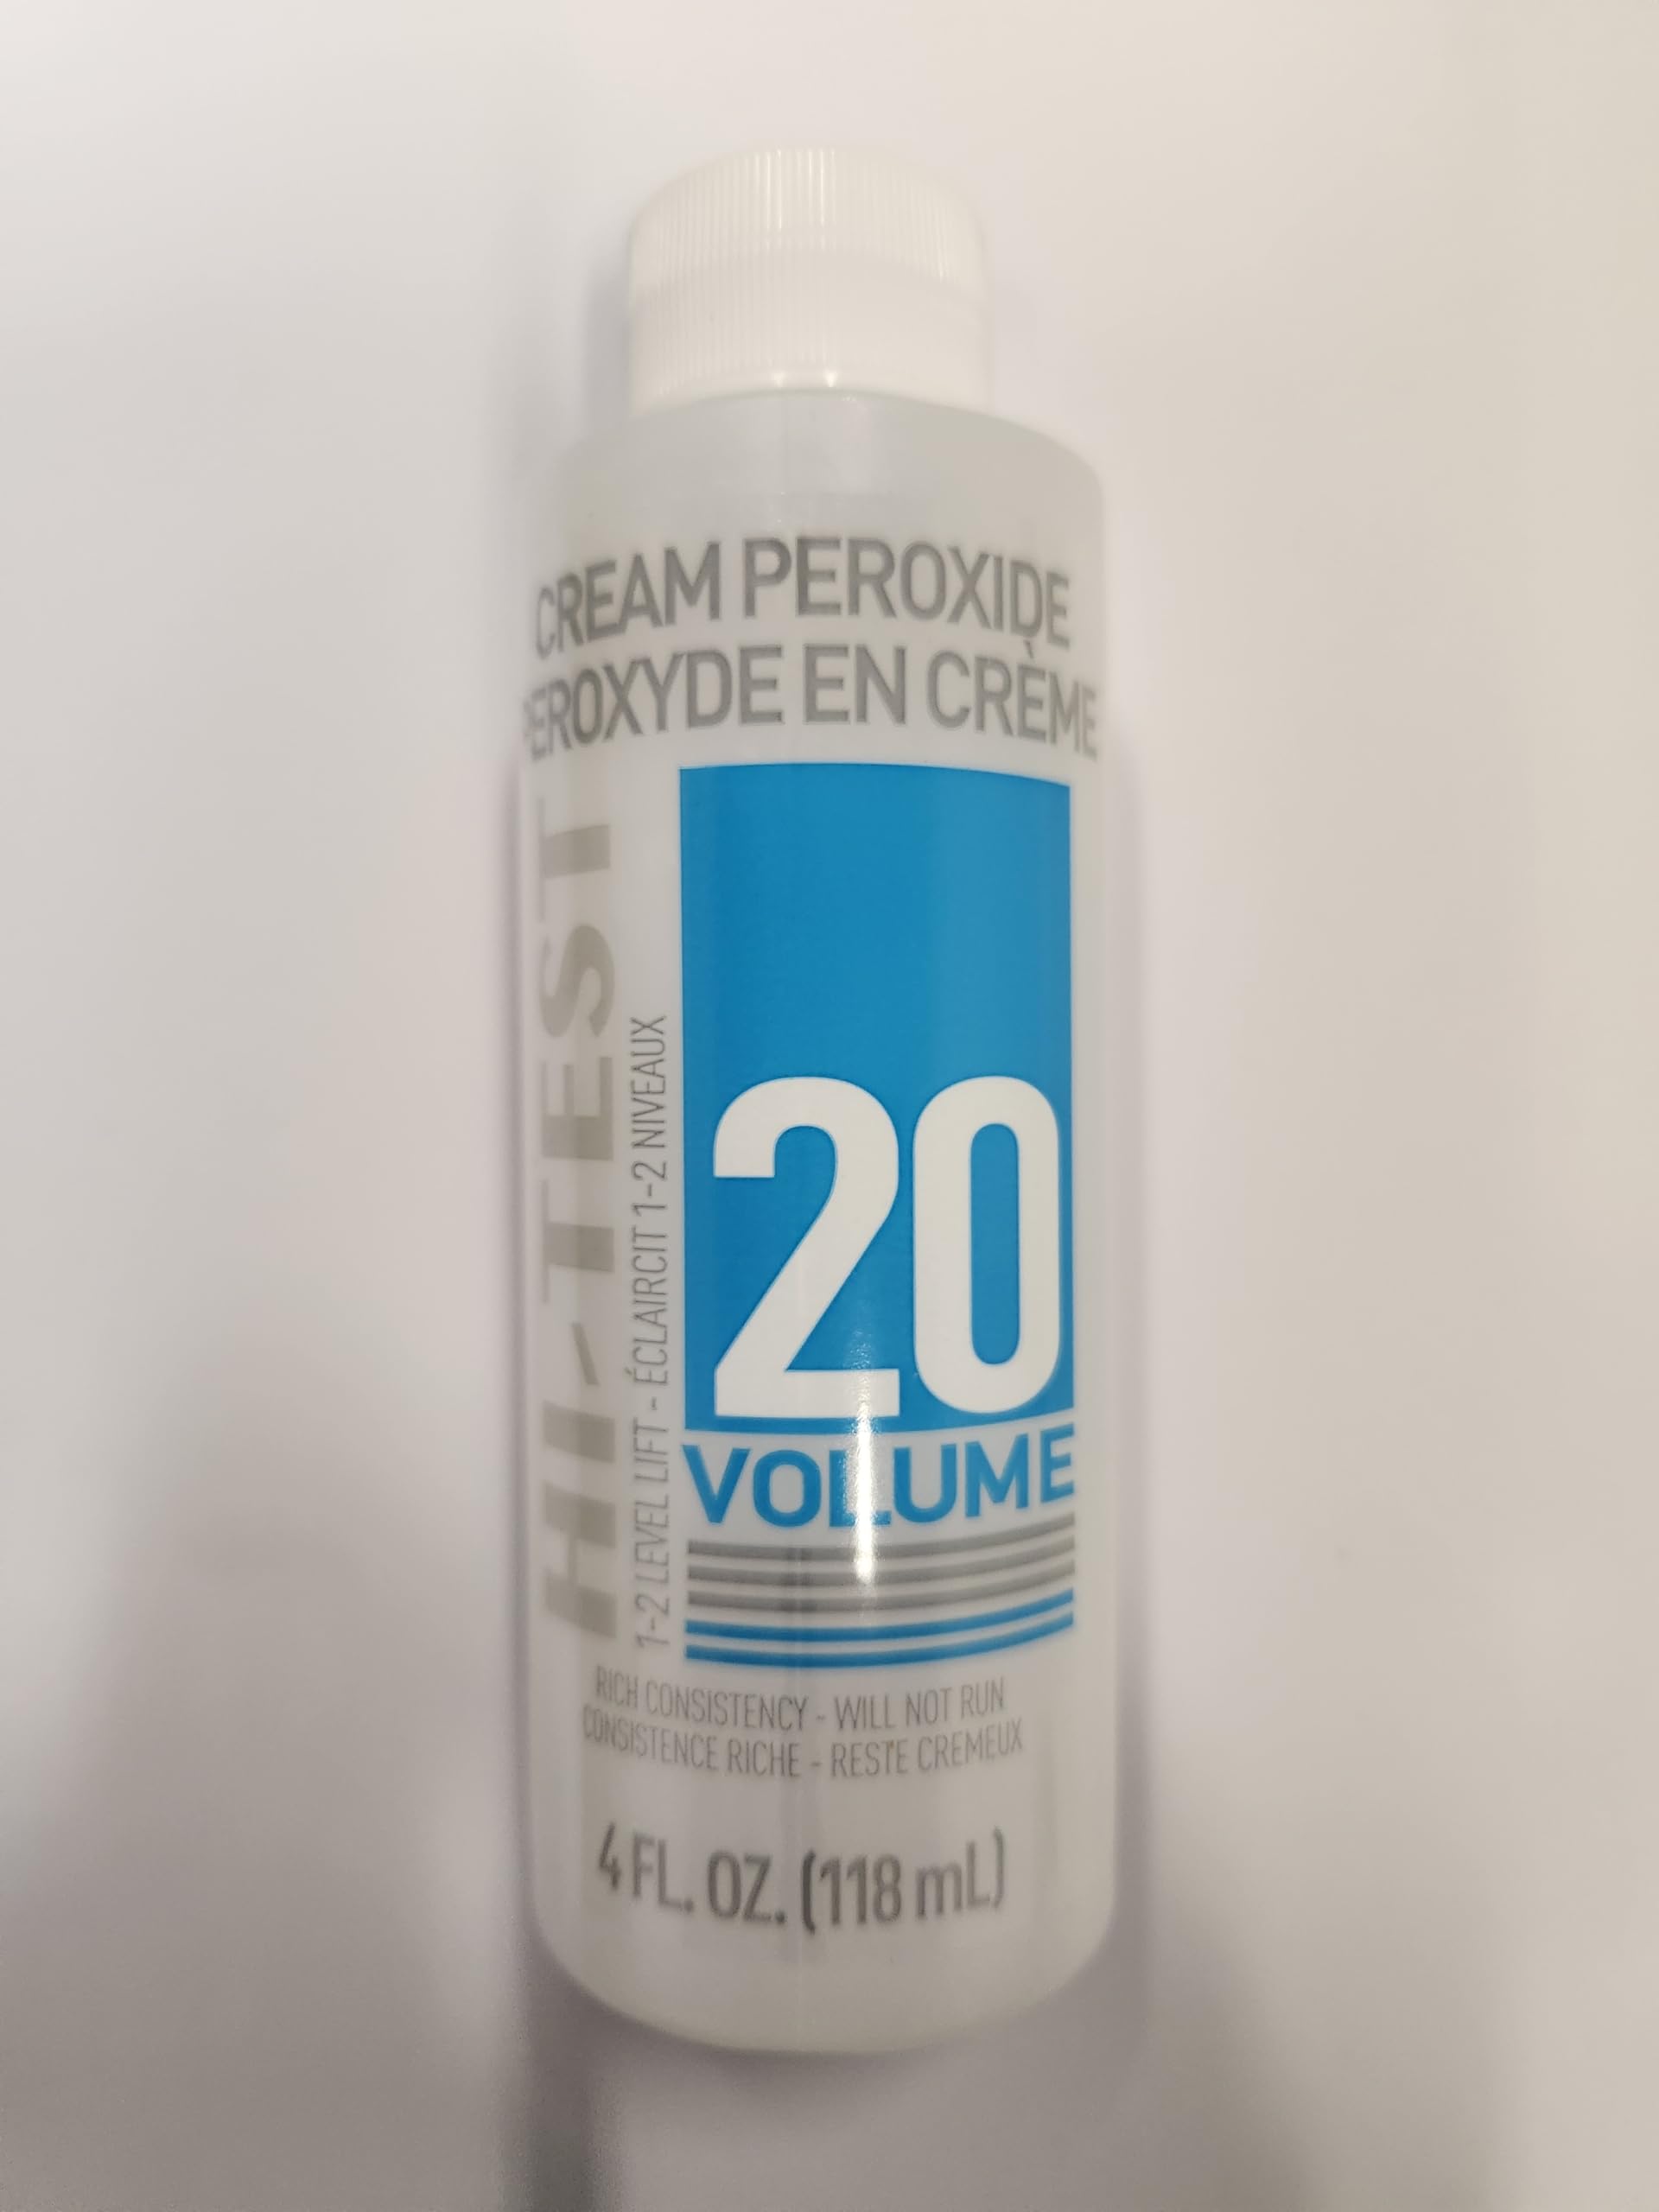 CREAM PEROXIDE
PEROXYDE EN CRÈME
HI-TEST
1-2 LEVEL LIFT - ÉCLAIRCIT 1-2 NIVEAUX
20
VOLUME
RICH CONSISTENCY - WILL NOT RUN
CONSISTENCE RICHE - RESTE CREMEUX
4 FL. OZ. (118 mL)